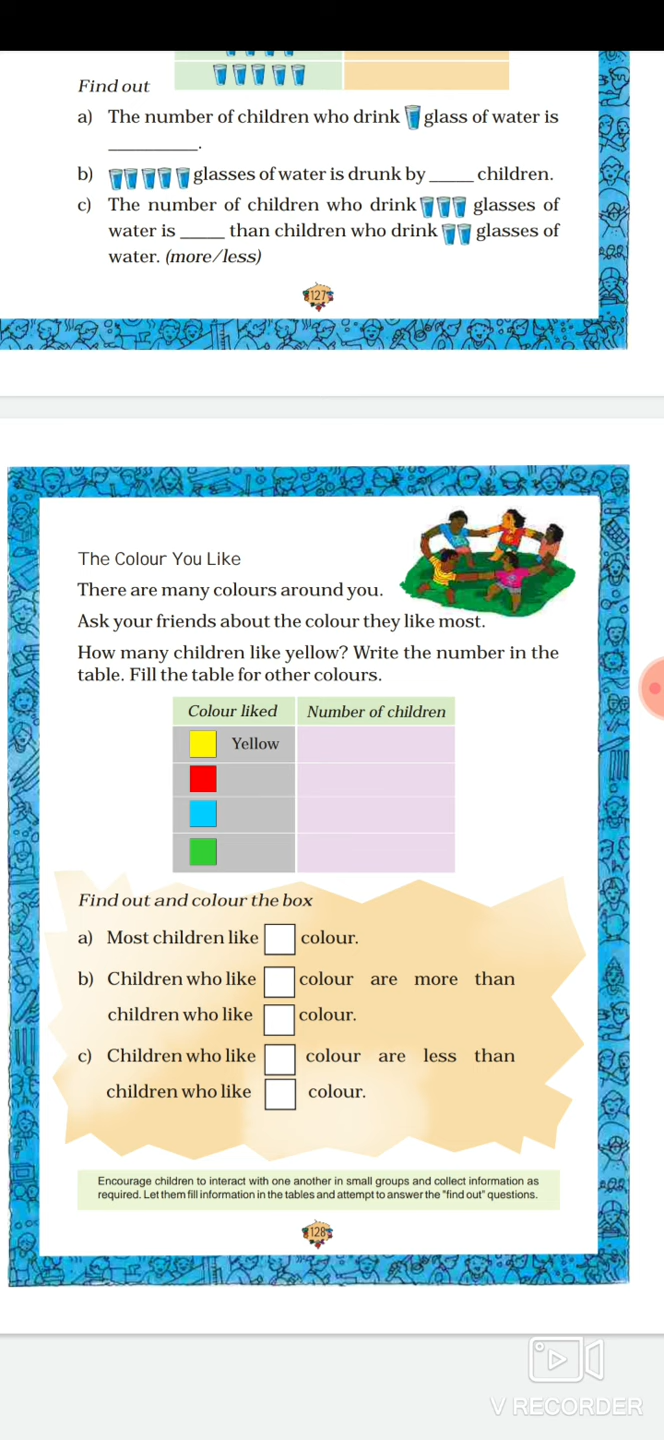 Find out
a) The number of children who drink glass of water is
__________.
b) glasses of water is drunk by _____ children.
c) The number of children who drink glasses of
water is _____ than children who drink glasses of
water. (more/less)
127
The Colour You Like
There are many colours around you.
Ask your friends about the colour they like most.
How many children like yellow? Write the number in the
table. Fill the table for other colours.
Colour liked Number of children
Yellow
Find out and colour the box
a) Most children like colour.
b) Children who like colour are more than
children who like colour.
c) Children who like colour are less than
children who like colour.
Encourage children to interact with one another in small groups and collect information as
required. Let them fill information in the tables and attempt to answer the "find out" questions.
128
V RECORDER